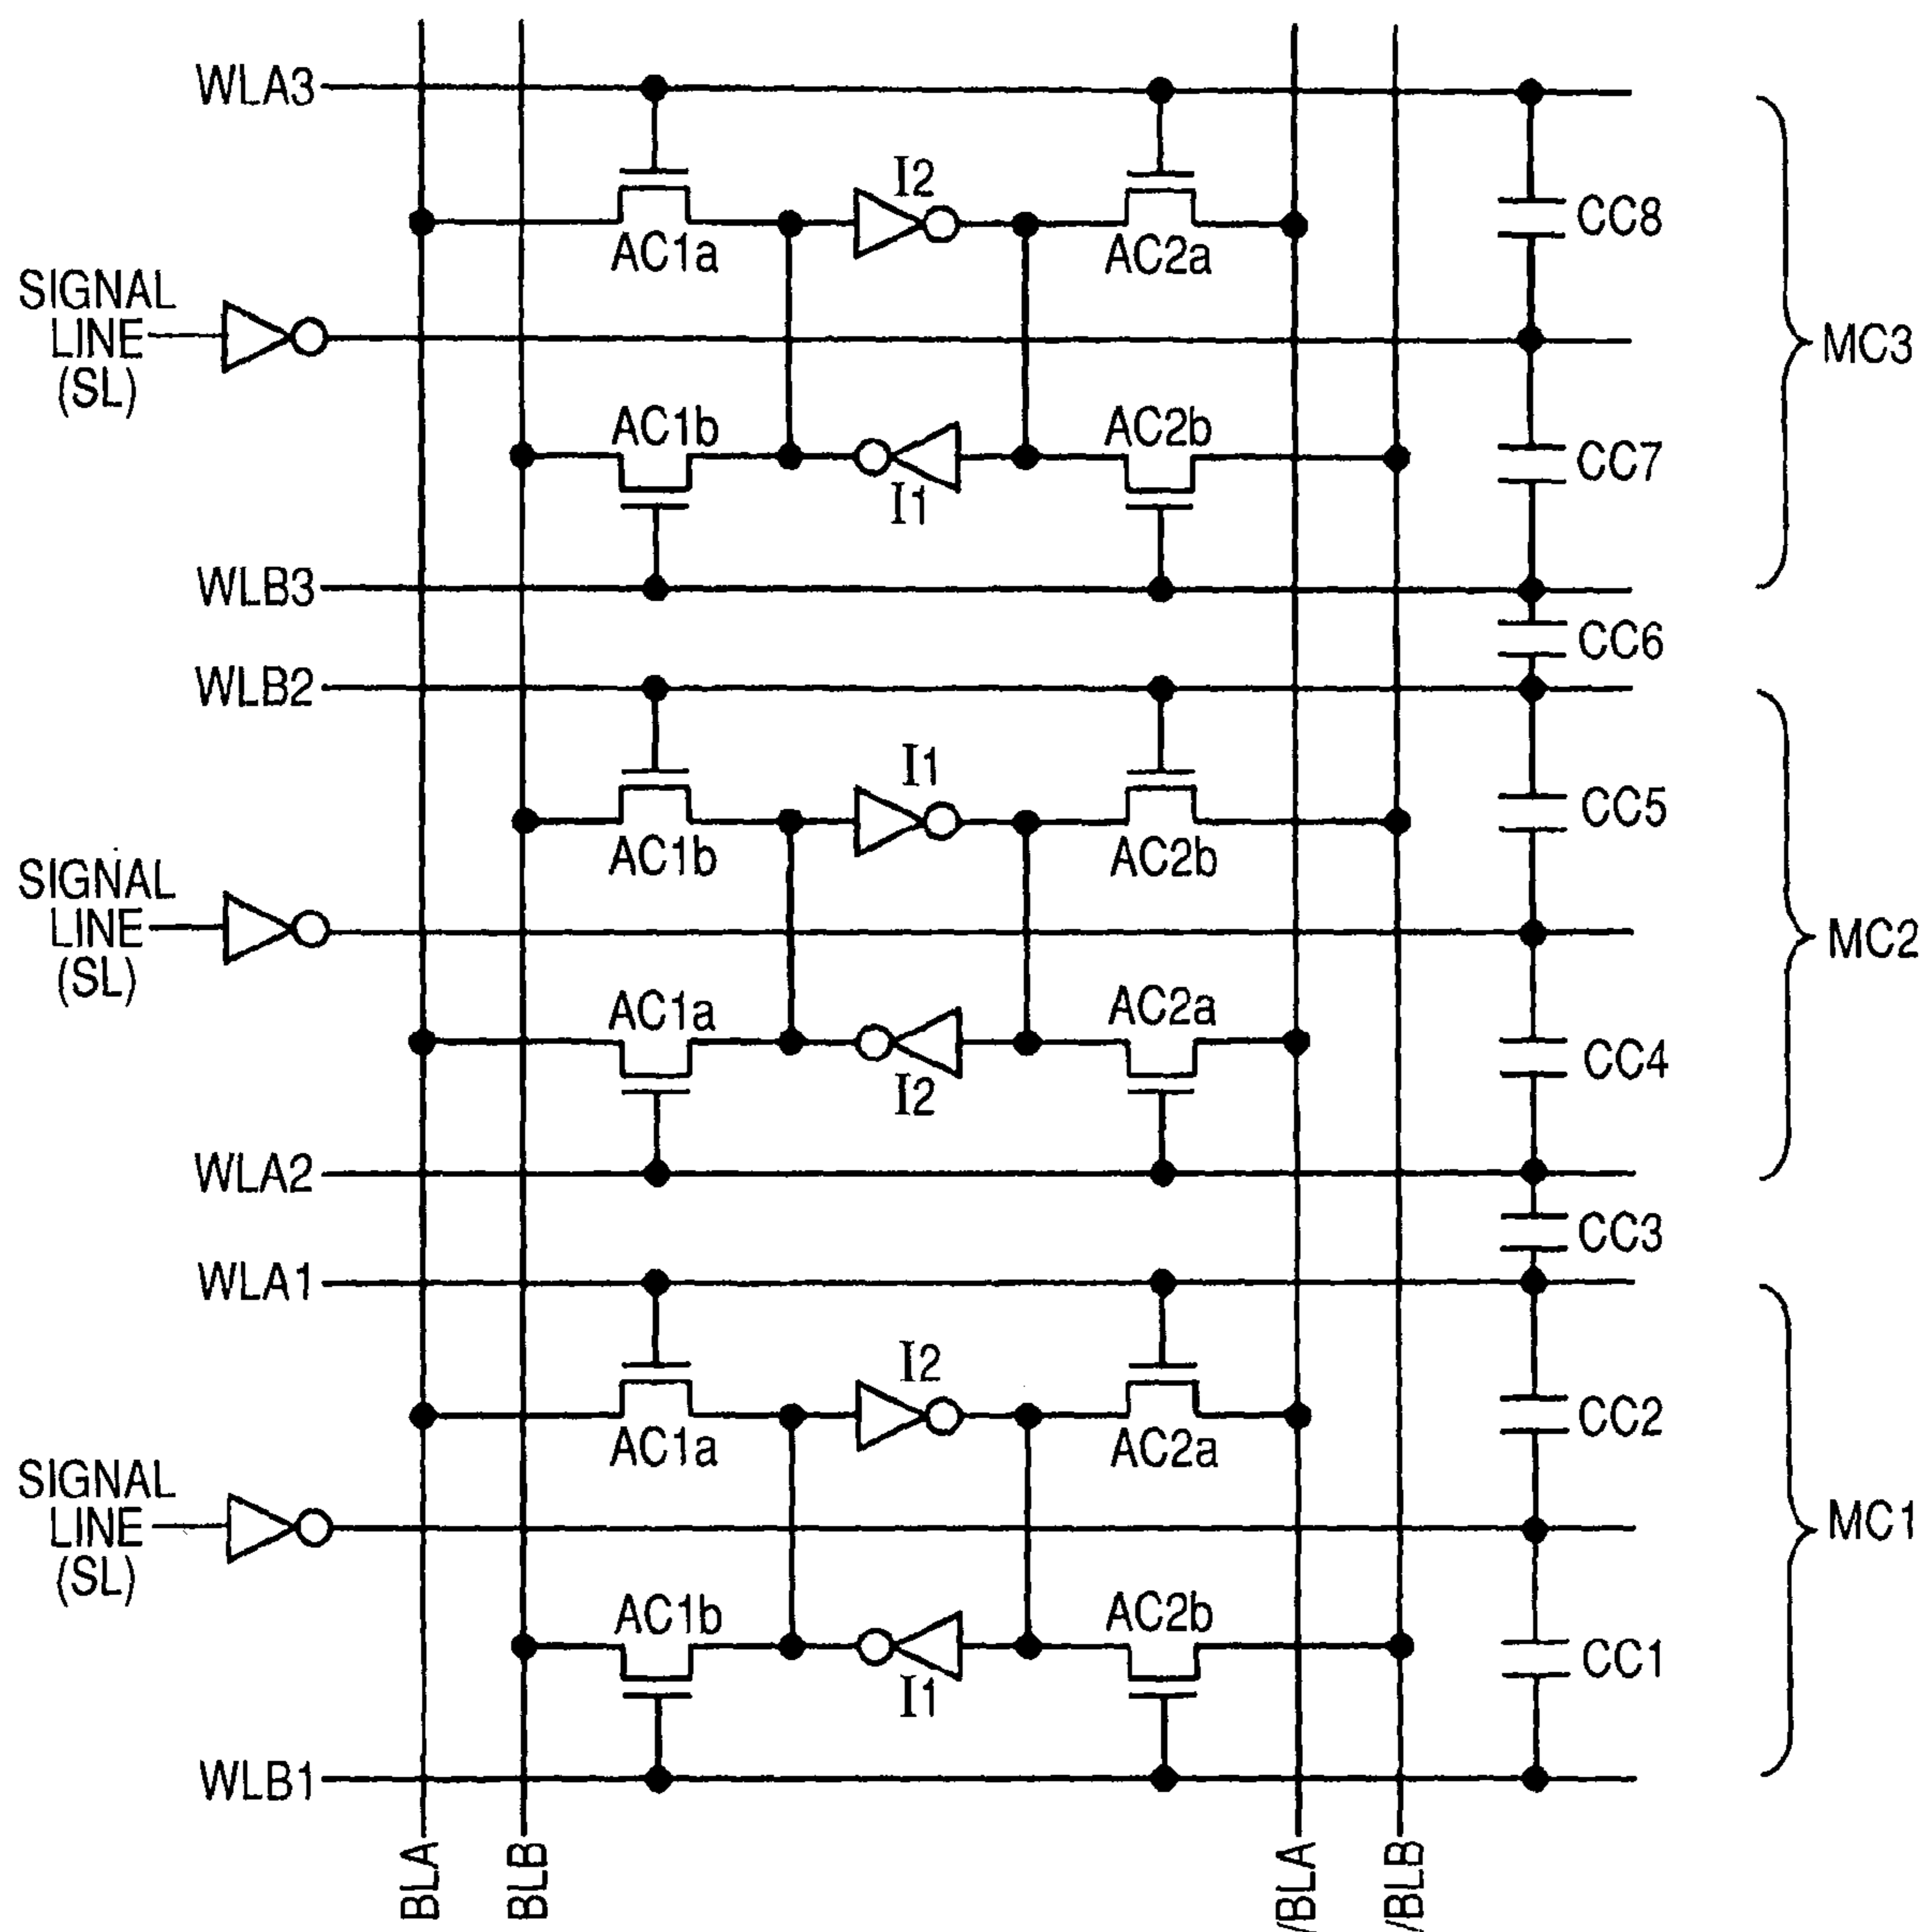 WLA3
I2
CC8
AC1a
AC2a
SIGNAL
LINE
(SL)
MC3
AC1b
AC2b
CC7
I1
WLB3
CC6
WLB2
I1
CC5
AC1b
AC2b
SIGNAL
LINE
(SL)
MC2
AC1a
AC2a
CC4
I2
WLA2
CC3
WLA1
I2
CC2
AC1a
AC2a
SIGNAL
LINE
(SL)
MC1
AC1b
AC2b
CC1
I1
WLB1
BLA
BLB
/BLA
/BLB